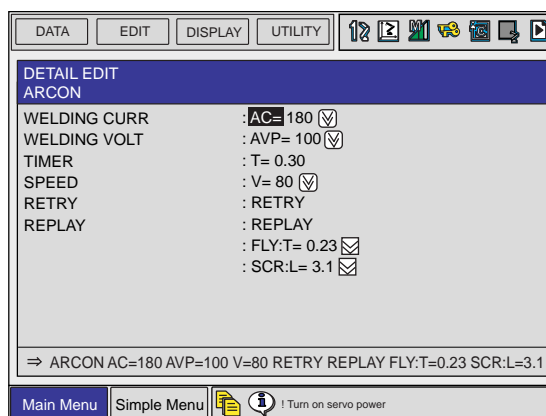 DATA EDIT DISPLAY UTILITY
DETAIL EDIT
ARCON
WELDING CURR : AC= 180
WELDING VOLT : AVP= 100
TIMER : T= 0.30
SPEED : V= 80
RETRY : RETRY
REPLAY : REPLAY
: FLY:T= 0.23
: SCR:L= 3.1
⇒ ARCON AC=180 AVP=100 V=80 RETRY REPLAY FLY:T=0.23 SCR:L=3.1
Main Menu Simple Menu ! Turn on servo power